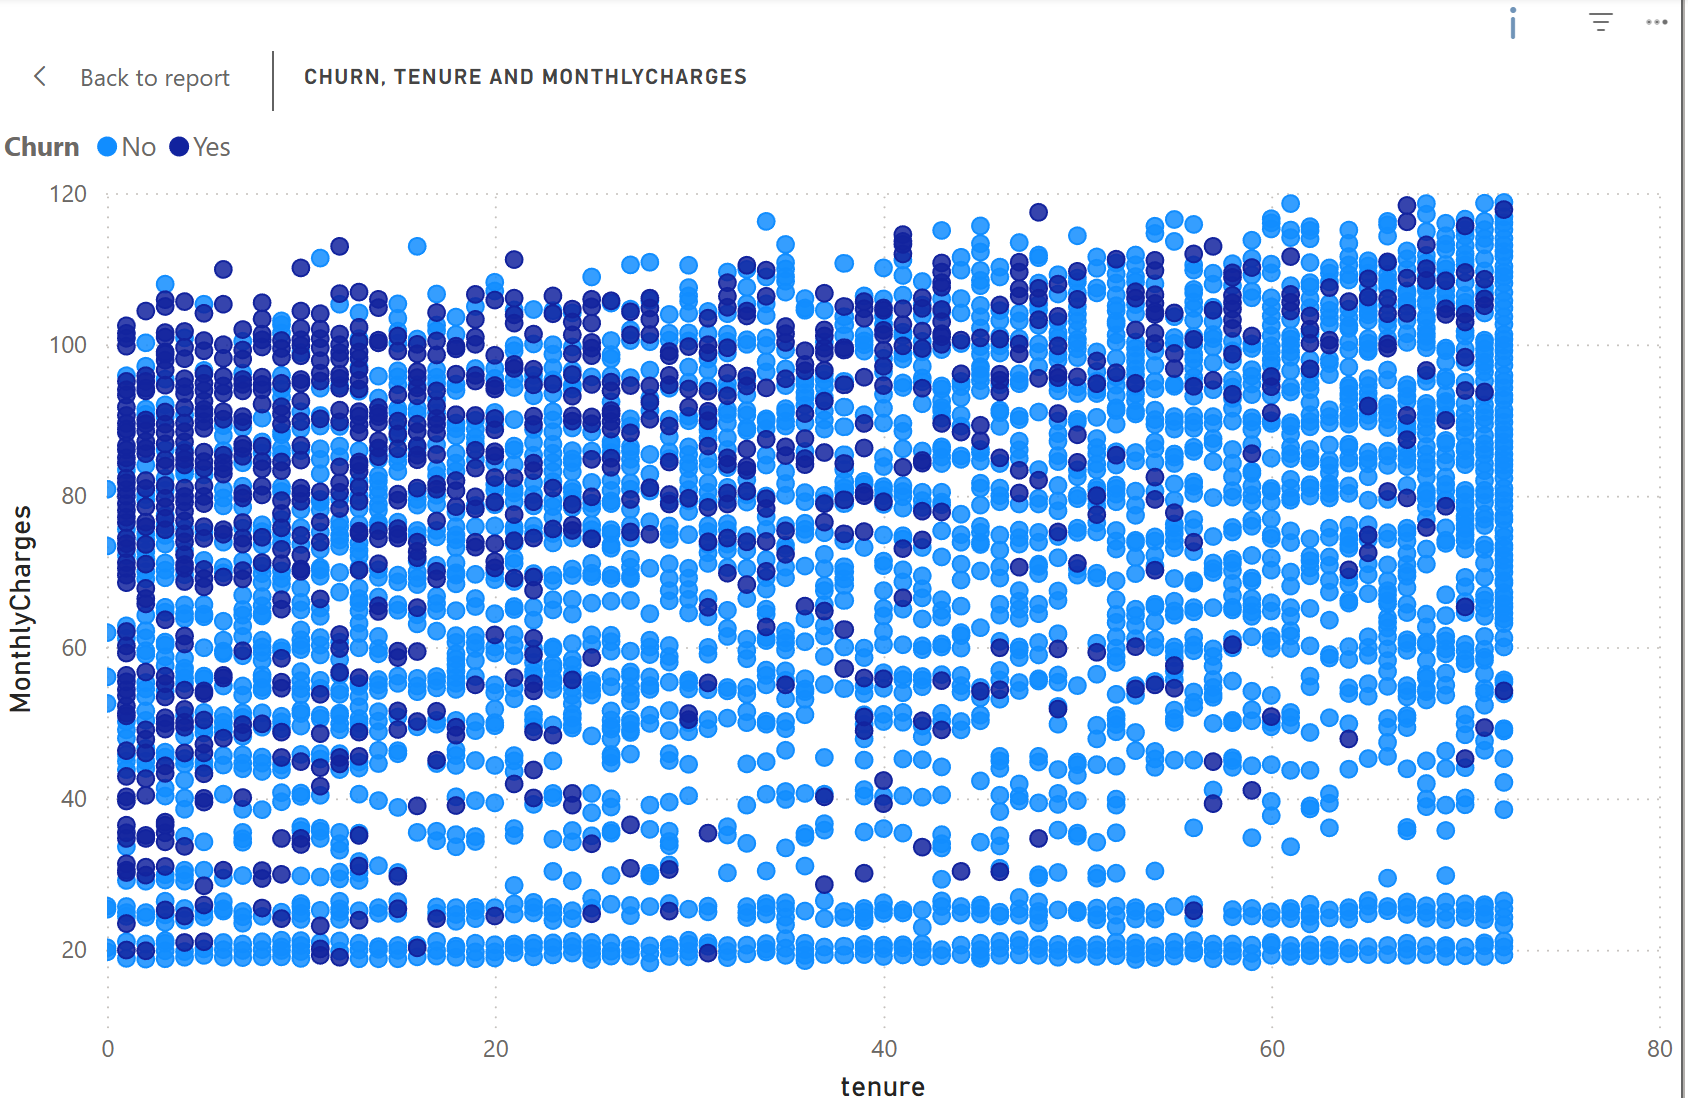 Back to report
CHURN, TENURE AND MONTHLYCHARGES
Churn No Yes
120
100
80
60
40
20
MonthlyCharges
0 20 40 60 80
tenure